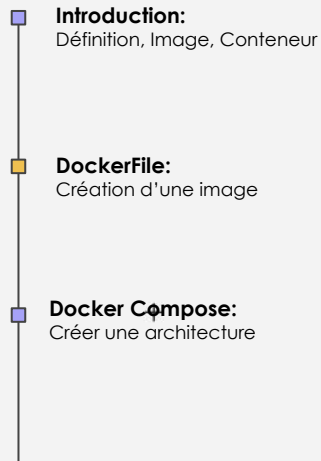 Introduction:
Définition, Image, Conteneur
DockerFile:
Création d’une image
Docker Compose:
Créer une architecture